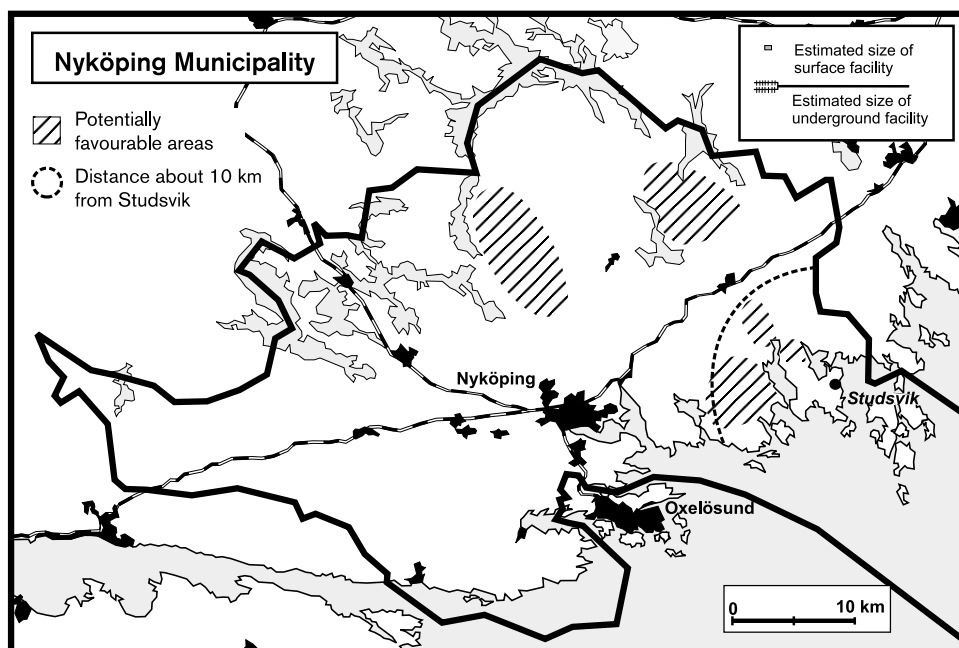 Nyköping Municipality
Potentially
favourable areas
Distance about 10 km
from Studsvik
Estimated size of
surface facility
Estimated size of
underground facility
Nyköping
Studsvik
Oxelösund
0 10 km